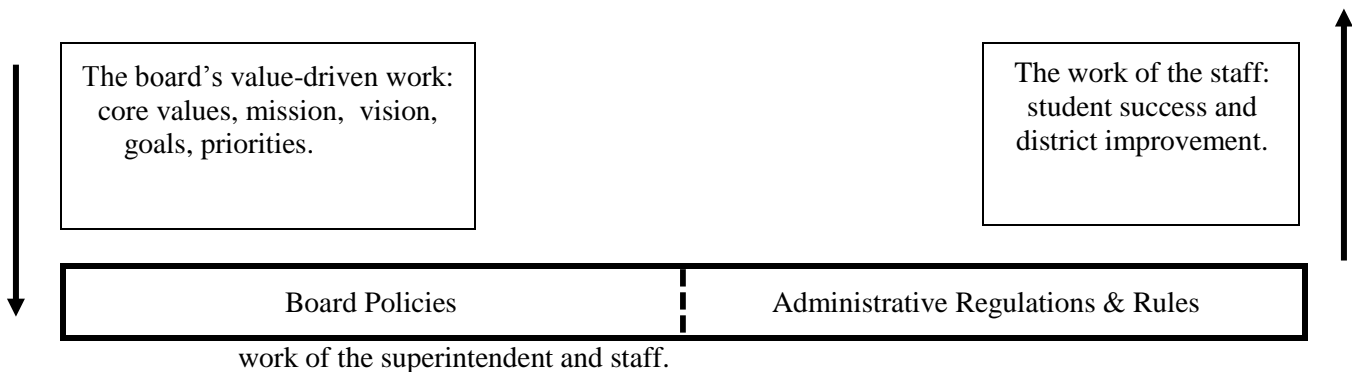 The board’s value-driven work:
core values, mission, vision,
goals, priorities.
The work of the staff:
student success and
district improvement.
Board Policies
Administrative Regulations & Rules
work of the superintendent and staff.